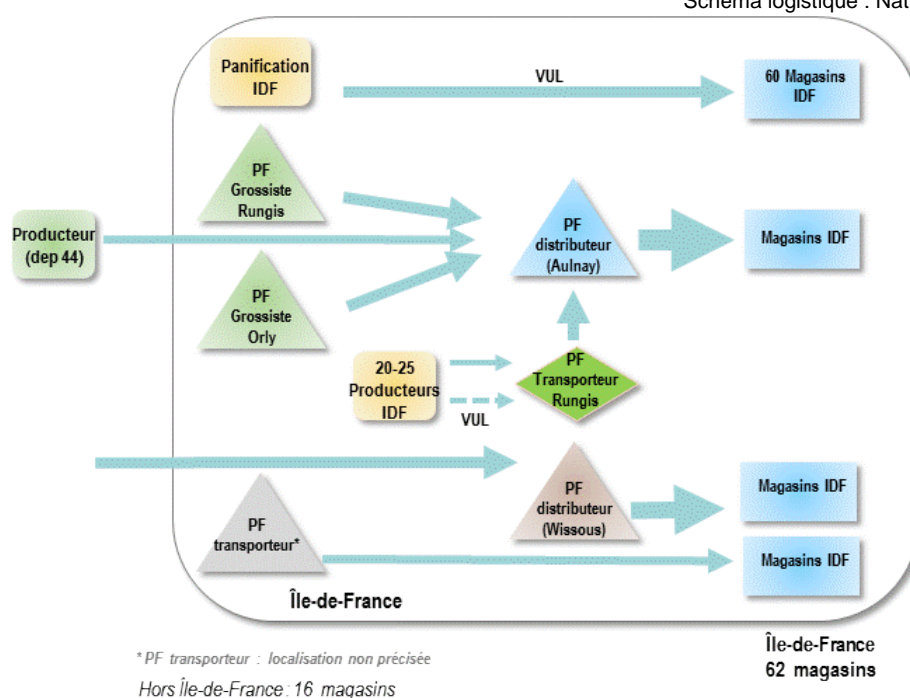 Schéma logistique : Nat
Panification
IDF
VUL
60 Magasins
IDF
PF
Grossiste
Rungis
Producteur
(dep 44)
PF
distributeur
(Aulnay)
Magasins IDF
PF
Grossiste
Orly
20-25
Producteurs
IDF
VUL
PF
Transporteur
Rungis
PF
distributeur
(Wissous)
Magasins IDF
PF
transporteur*
Magasins IDF
Île-de-France
* PF transporteur : localisation non précisée
Hors Île-de-France : 16 magasins
Île-de-France
62 magasins